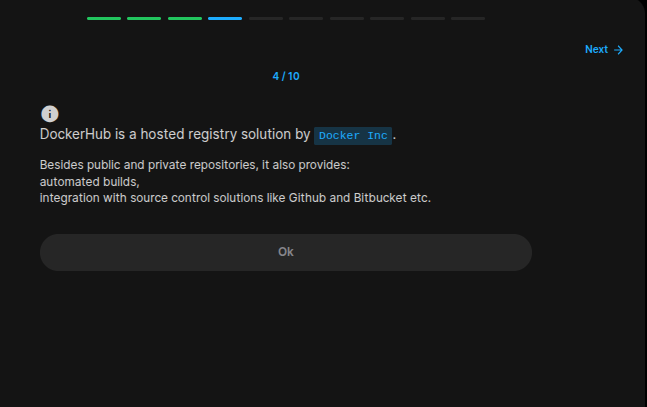 Next →
4 / 10
DockerHub is a hosted registry solution by Docker Inc.
Besides public and private repositories, it also provides:
automated builds,
integration with source control solutions like Github and Bitbucket etc.
Ok